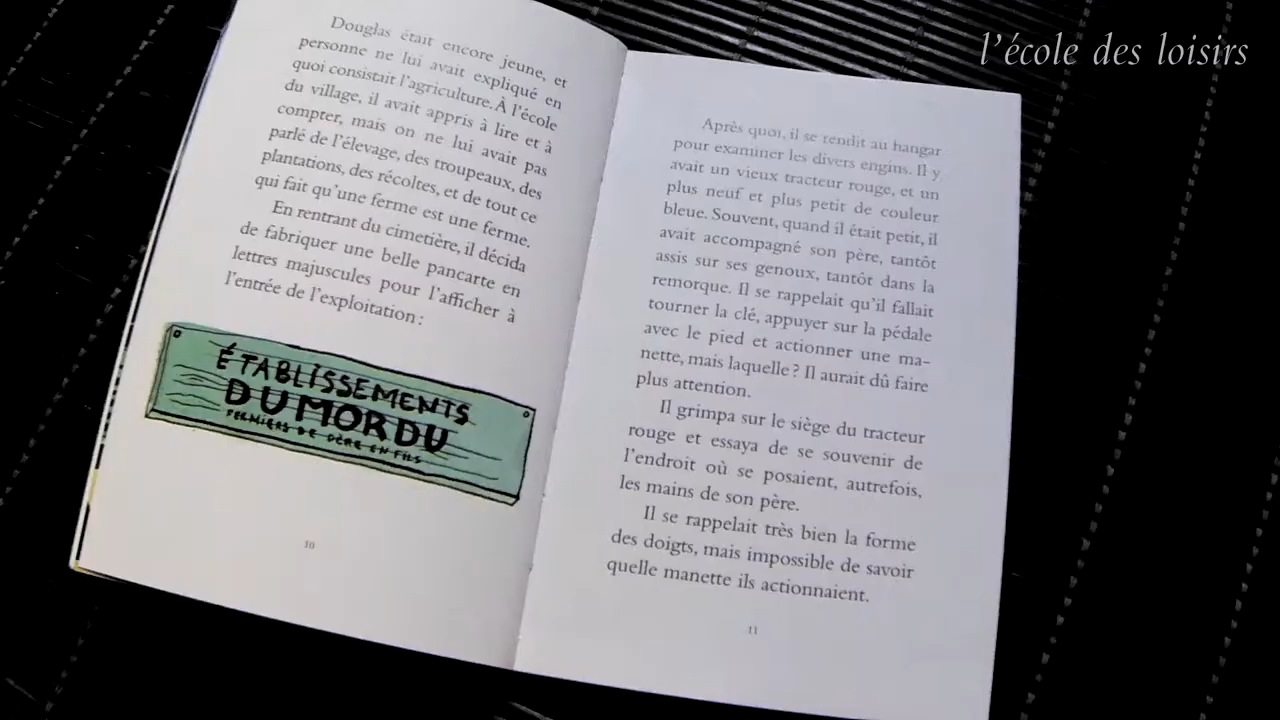 l'école des loisirs
Douglas était encore jeune, et
personne ne lui avait expliqué en
quoi consistait l'agriculture. À l'école
du village, il avait appris à lire et à
compter, mais on ne lui avait pas
parlé de l'élevage, des troupeaux, des
plantations, des récoltes, et de tout ce
qui fait qu'une ferme est une ferme.
En rentrant du cimetière, il décida
de fabriquer une belle pancarte en
lettres majuscules pour l'afficher à
l'entrée de l'exploitation :
ÉTABLISSEMENTS
DUMORDU
FERMIERS DE PÈRE EN FILS
10
Après quoi, il se rendit au hangar
pour examiner les divers engins. Il y
avait un vieux tracteur rouge, et un
plus neuf et plus petit de couleur
bleue. Souvent, quand il était petit, il
avait accompagné son père, tantôt
assis sur ses genoux, tantôt dans la
remorque. Il se rappelait qu'il fallait
tourner la clé, appuyer sur la pédale
avec le pied et actionner une ma-
nette, mais laquelle ? Il aurait dû faire
plus attention.
Il grimpa sur le siège du tracteur
rouge et essaya de se souvenir de
l'endroit où se posaient, autrefois,
les mains de son père.
Il se rappelait très bien la forme
des doigts, mais impossible de savoir
quelle manette ils actionnaient.
11